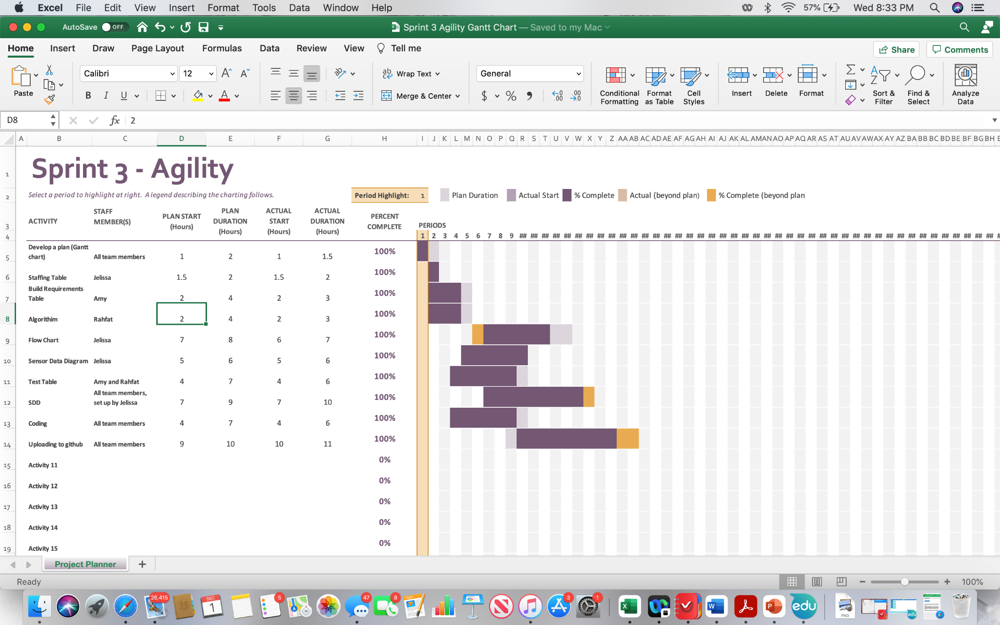 Excel File Edit View Insert Format Tools Data Window Help 57% Wed 8:33 PM
AutoSave OFF Sprint 3 Agility Gantt Chart — Saved to my Mac
Home Insert Draw Page Layout Formulas Data Review View Tell me Share Comments
Paste Calibri 12 Wrap Text General
B I U A Merge & Center $ % Conditional Formatting Format as Table Cell Styles Insert Delete Format Sort & Filter Find & Select Analyze Data
D8 fx 2
A B C D E F G H I J K L M N O P Q R S T U V W X Y Z AA AB AC AD AE AF AG AH AI AJ AK AL AM AN AO AP AQ AR AS AT AU AV AW AX AY AZ BA BB BC BD BE BF BG BH
1 Sprint 3 - Agility
2 Select a period to highlight at right. A legend describing the charting follows. Period Highlight: 1 Plan Duration Actual Start % Complete Actual (beyond plan) % Complete (beyond plan
3 ACTIVITY STAFF MEMBER(S) PLAN START (Hours) PLAN DURATION (Hours) ACTUAL START (Hours) ACTUAL DURATION (Hours) PERCENT COMPLETE PERIODS
4 1 2 3 4 5 6 7 8 9 ## ## ## ## ## ## ## ## ## ## ## ## ## ## ## ## ## ## ## ## ## ## ## ## ## ## ## ## ## ## ## ## ## ## ## ## ## ## ## ## ## ## ##
5 Develop a plan (Gantt chart) All team members 1 2 1 1.5 100%
6 Staffing Table Jelissa 1.5 2 1.5 2 100%
7 Build Requirements Table Amy 2 4 2 3 100%
8 Algorithim Rahfat 2 4 2 3 100%
9 Flow Chart Jelissa 7 8 6 7 100%
10 Sensor Data Diagram Jelissa 5 6 5 6 100%
11 Test Table Amy and Rahfat 4 7 4 6 100%
12 SDD All team members, set up by Jelissa 7 9 7 10 100%
13 Coding All team members 4 7 4 6 100%
14 Uploading to github All team members 9 10 10 11 100%
15 Activity 11 0%
16 Activity 12 0%
17 Activity 13 0%
18 Activity 14 0%
19 Activity 15 0%
Project Planner +
Ready 100%
26,415 DEC 1 5 3D 47 8 PAGES 3 1 X W P edu PNG edu